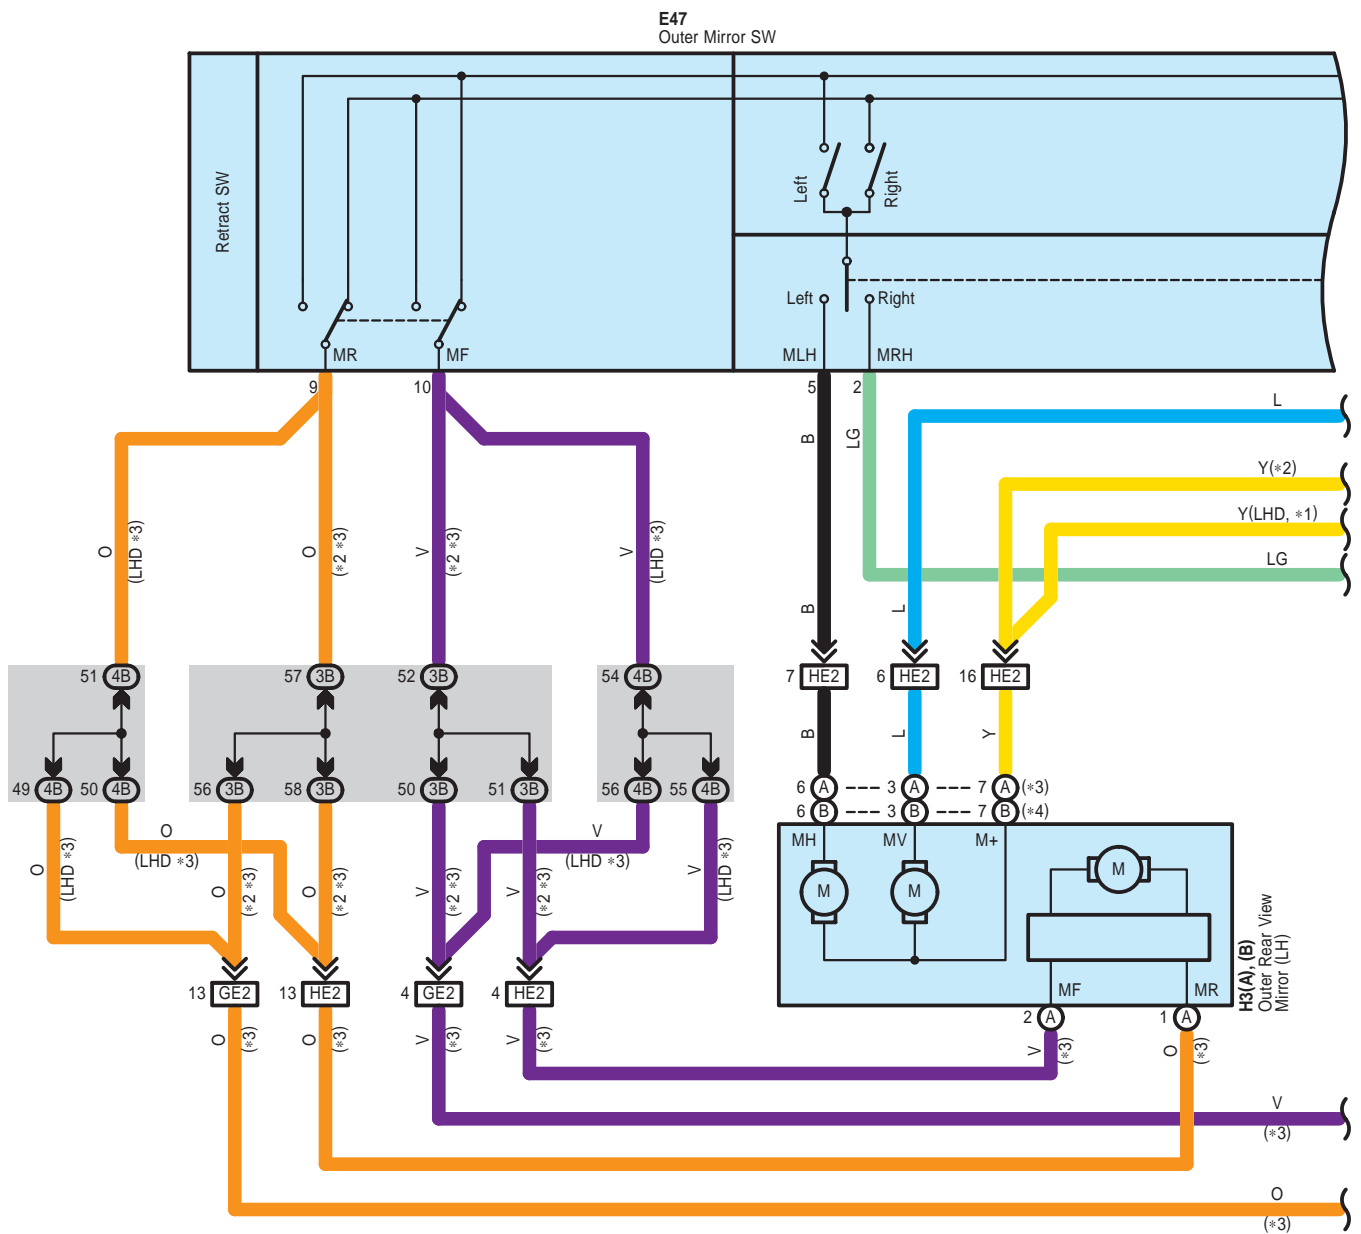 E47
Outer Mirror SW
Retract SW
Left
Right
Left
Right
MR
MF
MLH
MRH
9
10
5
2
L
B
LG
Y(*2)
Y(LHD, *1)
LG
O
(LHD *3)
O
(*2 *3)
V
(*2 *3)
V
(LHD *3)
B
L
51 4B
57 3B
52 3B
54 4B
7 HE2
6 HE2
16 HE2
B
L
Y
49 4B
50 4B
56 3B
58 3B
50 3B
51 3B
56 4B
55 4B
6 A
3 A
7 A (*3)
6 B
3 B
7 B (*4)
O
(LHD *3)
V
(LHD *3)
O
(LHD *3)
O
(*2 *3)
O
(*2 *3)
V
(*2 *3)
V
(*2 *3)
V
(LHD *3)
MH
MV
M+
M
M
M
MF
MR
H3(A), (B)
Outer Rear View
Mirror (LH)
13 GE2
13 HE2
4 GE2
4 HE2
2 A
1 A
O
(*3)
O
(*3)
V
(*3)
V
(*3)
V
(*3)
O
(*3)
V
(*3)
O
(*3)